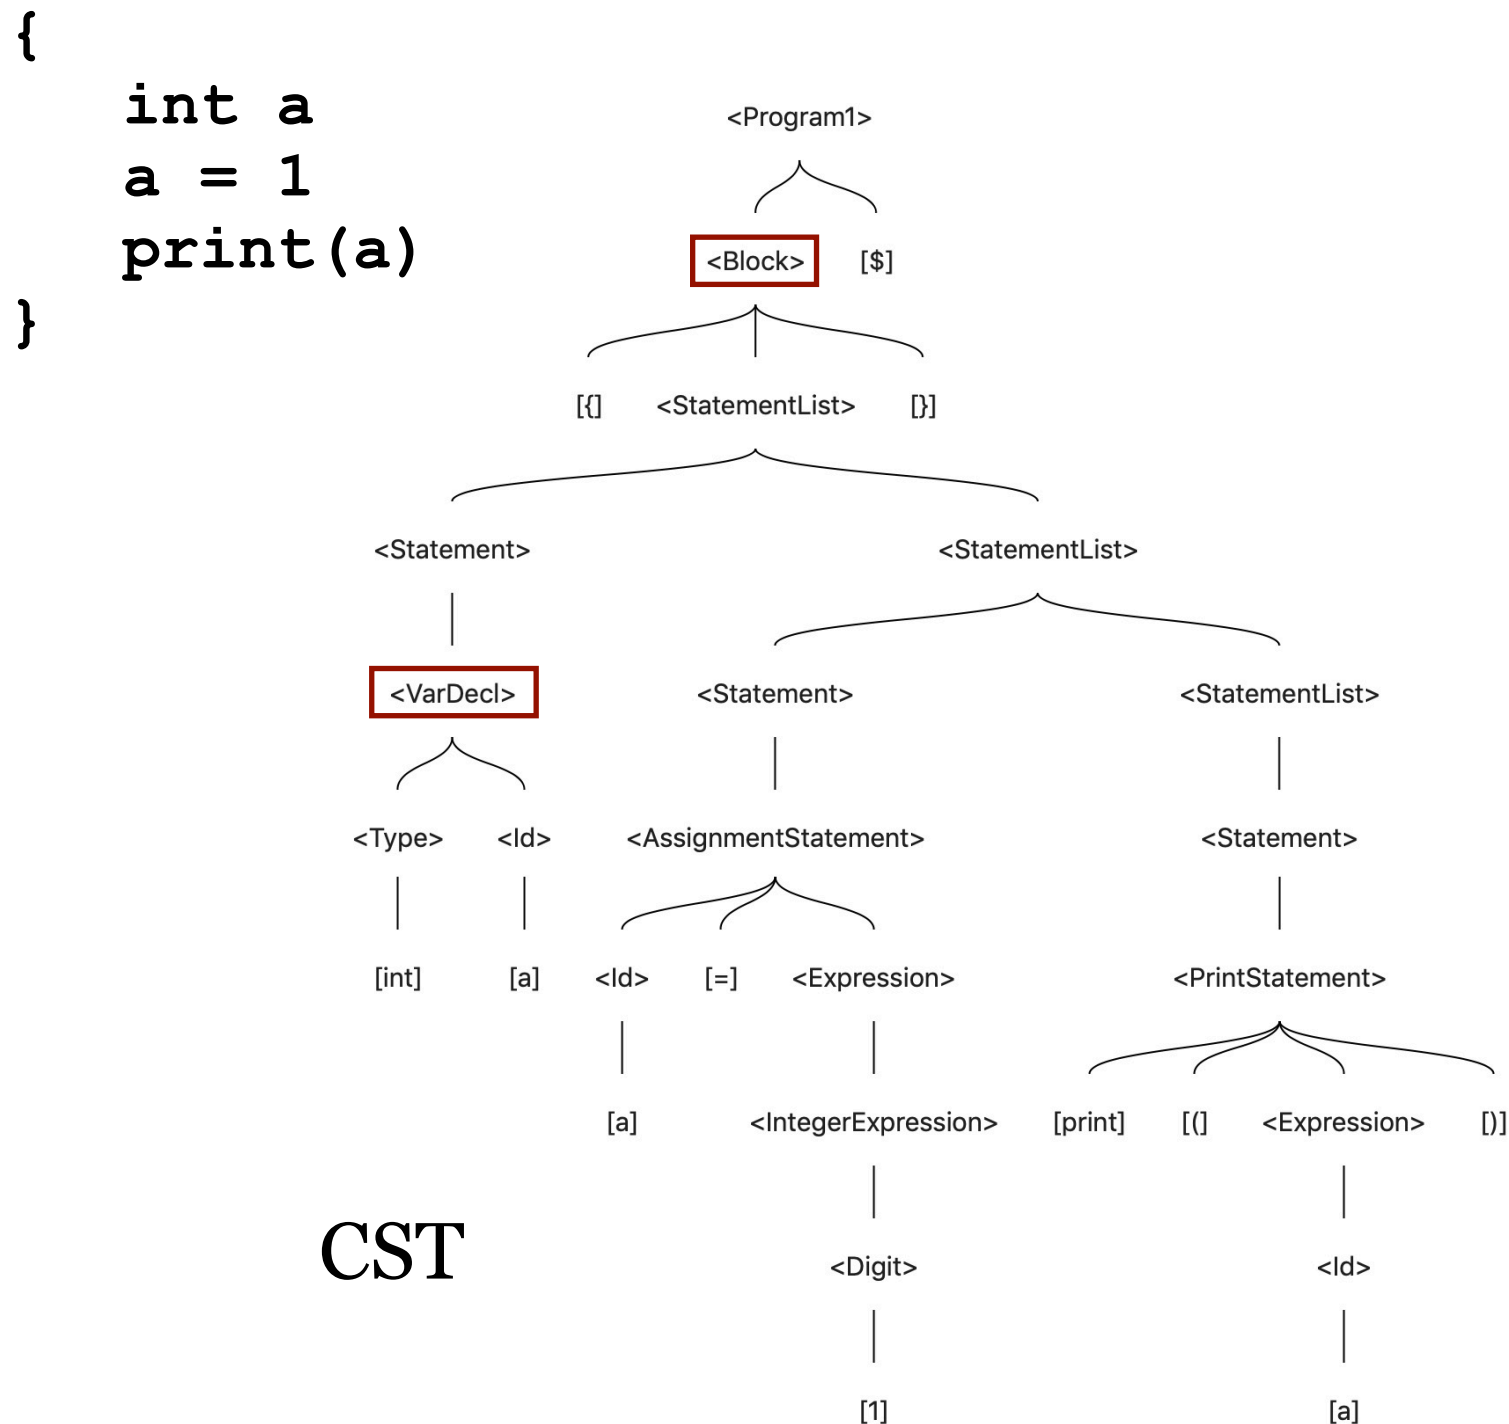 {
int a
a = 1
print(a)
}
<Program1>
<Block> [$]
[{] <StatementList> [}]
<Statement> <StatementList>
<VarDecl> <Statement> <StatementList>
<Type> <Id> <AssignmentStatement> <Statement>
[int] [a] <Id> [=] <Expression> <PrintStatement>
[a] <IntegerExpression> [print] [(] <Expression> [)]
CST
<Digit> <Id>
[1] [a]